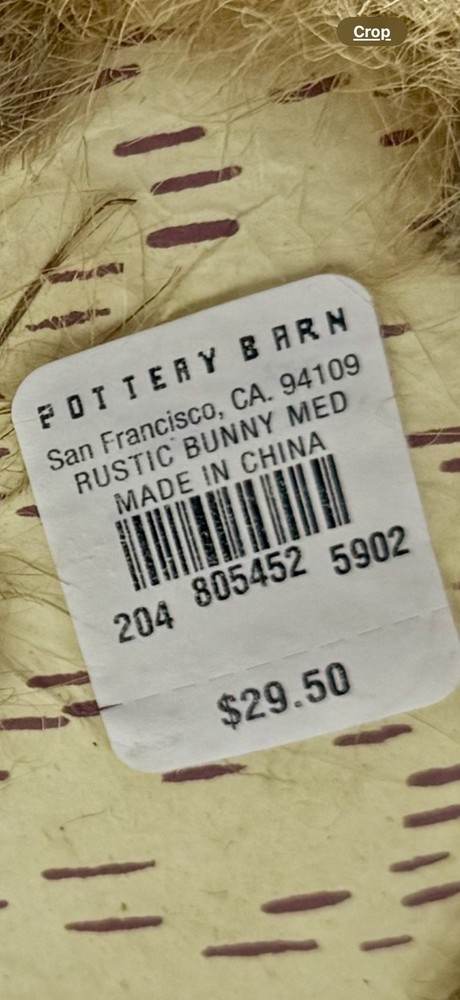 Crop
POTTERY BARN
San Francisco, CA. 94109
RUSTIC BUNNY MED
MADE IN CHINA
204 805452 5902
$29.50